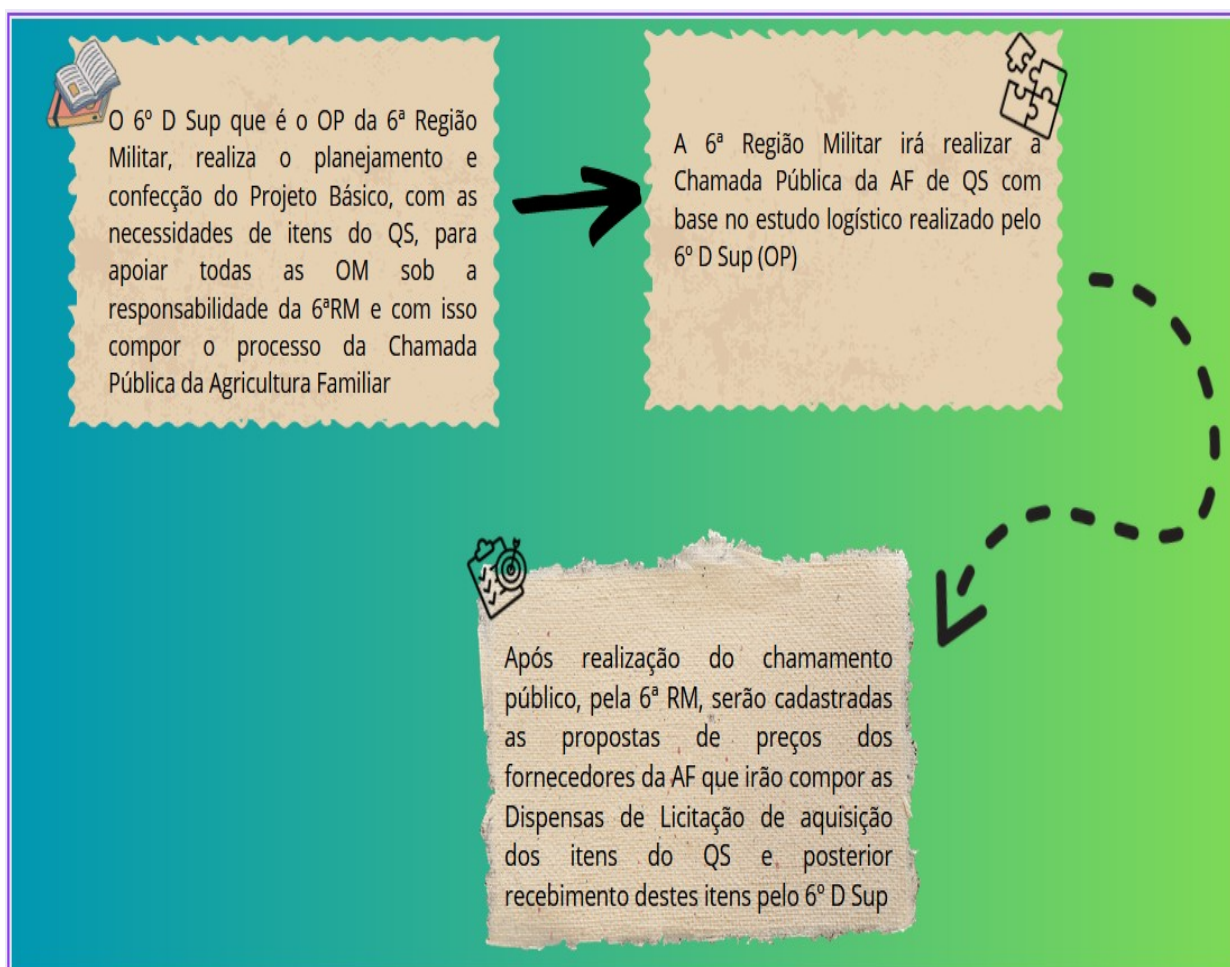 O 6º D Sup que é o OP da 6ª Região
Militar, realiza o planejamento e
confecção do Projeto Básico, com as
necessidades de itens do QS, para
apoiar todas as OM sob a
responsabilidade da 6ªRM e com isso
compor o processo da Chamada
Pública da Agricultura Familiar
A 6ª Região Militar irá realizar a
Chamada Pública da AF de QS com
base no estudo logístico realizado pelo
6º D Sup (OP)
Após realização do chamamento
público, pela 6ª RM, serão cadastradas
as propostas de preços dos
fornecedores da AF que irão compor as
Dispensas de Licitação de aquisição
dos itens do QS e posterior
recebimento destes itens pelo 6º D Sup